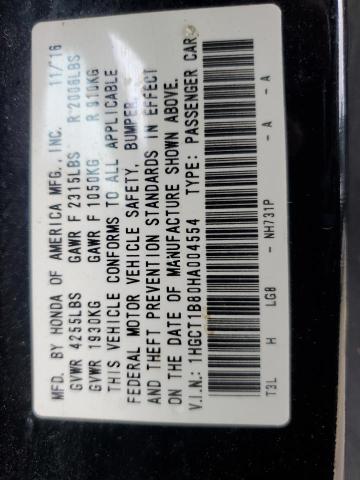 MFD. BY HONDA OF AMERICA MFG., INC. 11/16
GVWR 4255LBS GAWR F 2315LBS R 2006LBS
GVWR 1930KG GAWR F 1050KG R 910KG
THIS VEHICLE CONFORMS TO ALL APPLICABLE
FEDERAL MOTOR VEHICLE SAFETY, BUMPER,
AND THEFT PREVENTION STANDARDS IN EFFECT
ON THE DATE OF MANUFACTURE SHOWN ABOVE.
V.I.N.: 1HGCT1B80HA004554 TYPE: PASSENGER CAR
T3L H LG8 - NH731P - A - A